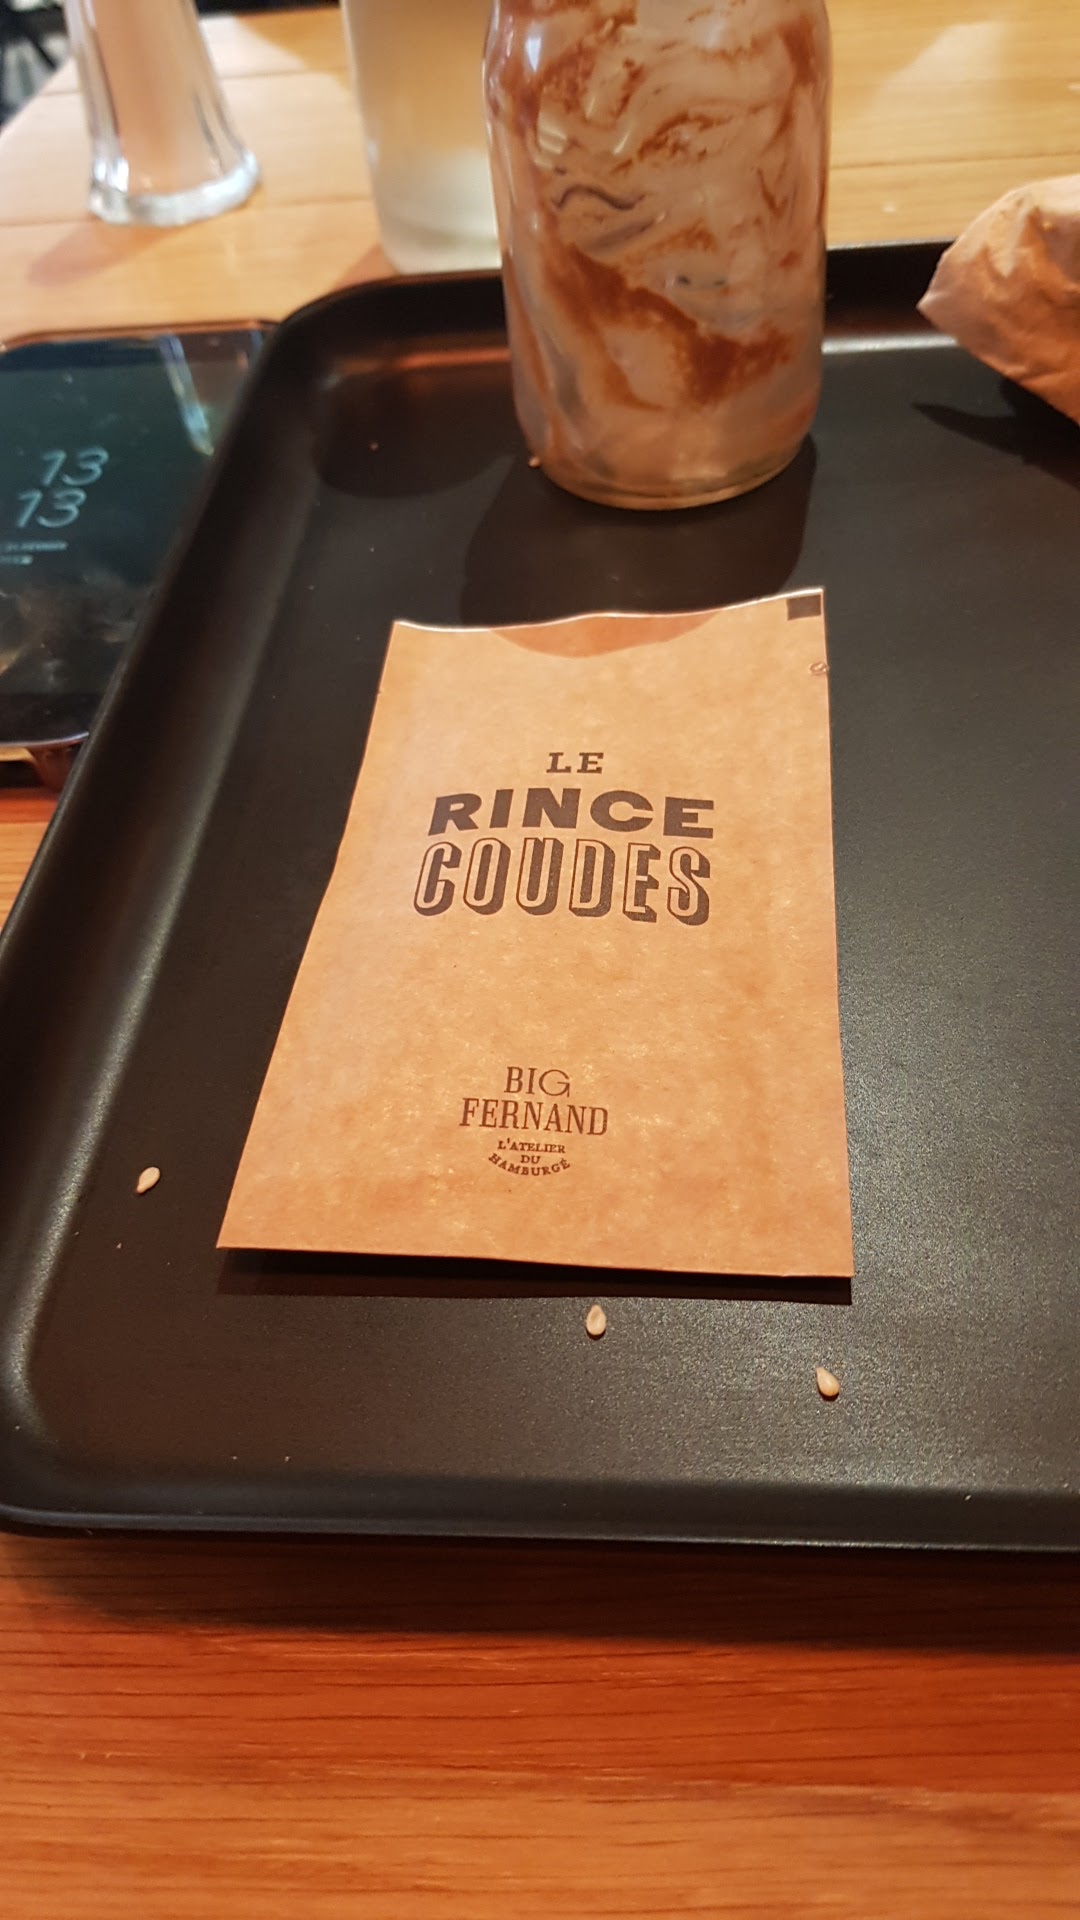 13
13
LE
RINCE
COUDES
BIG
FERNAND
L'ATELIER
DU
HAMBURGÉ